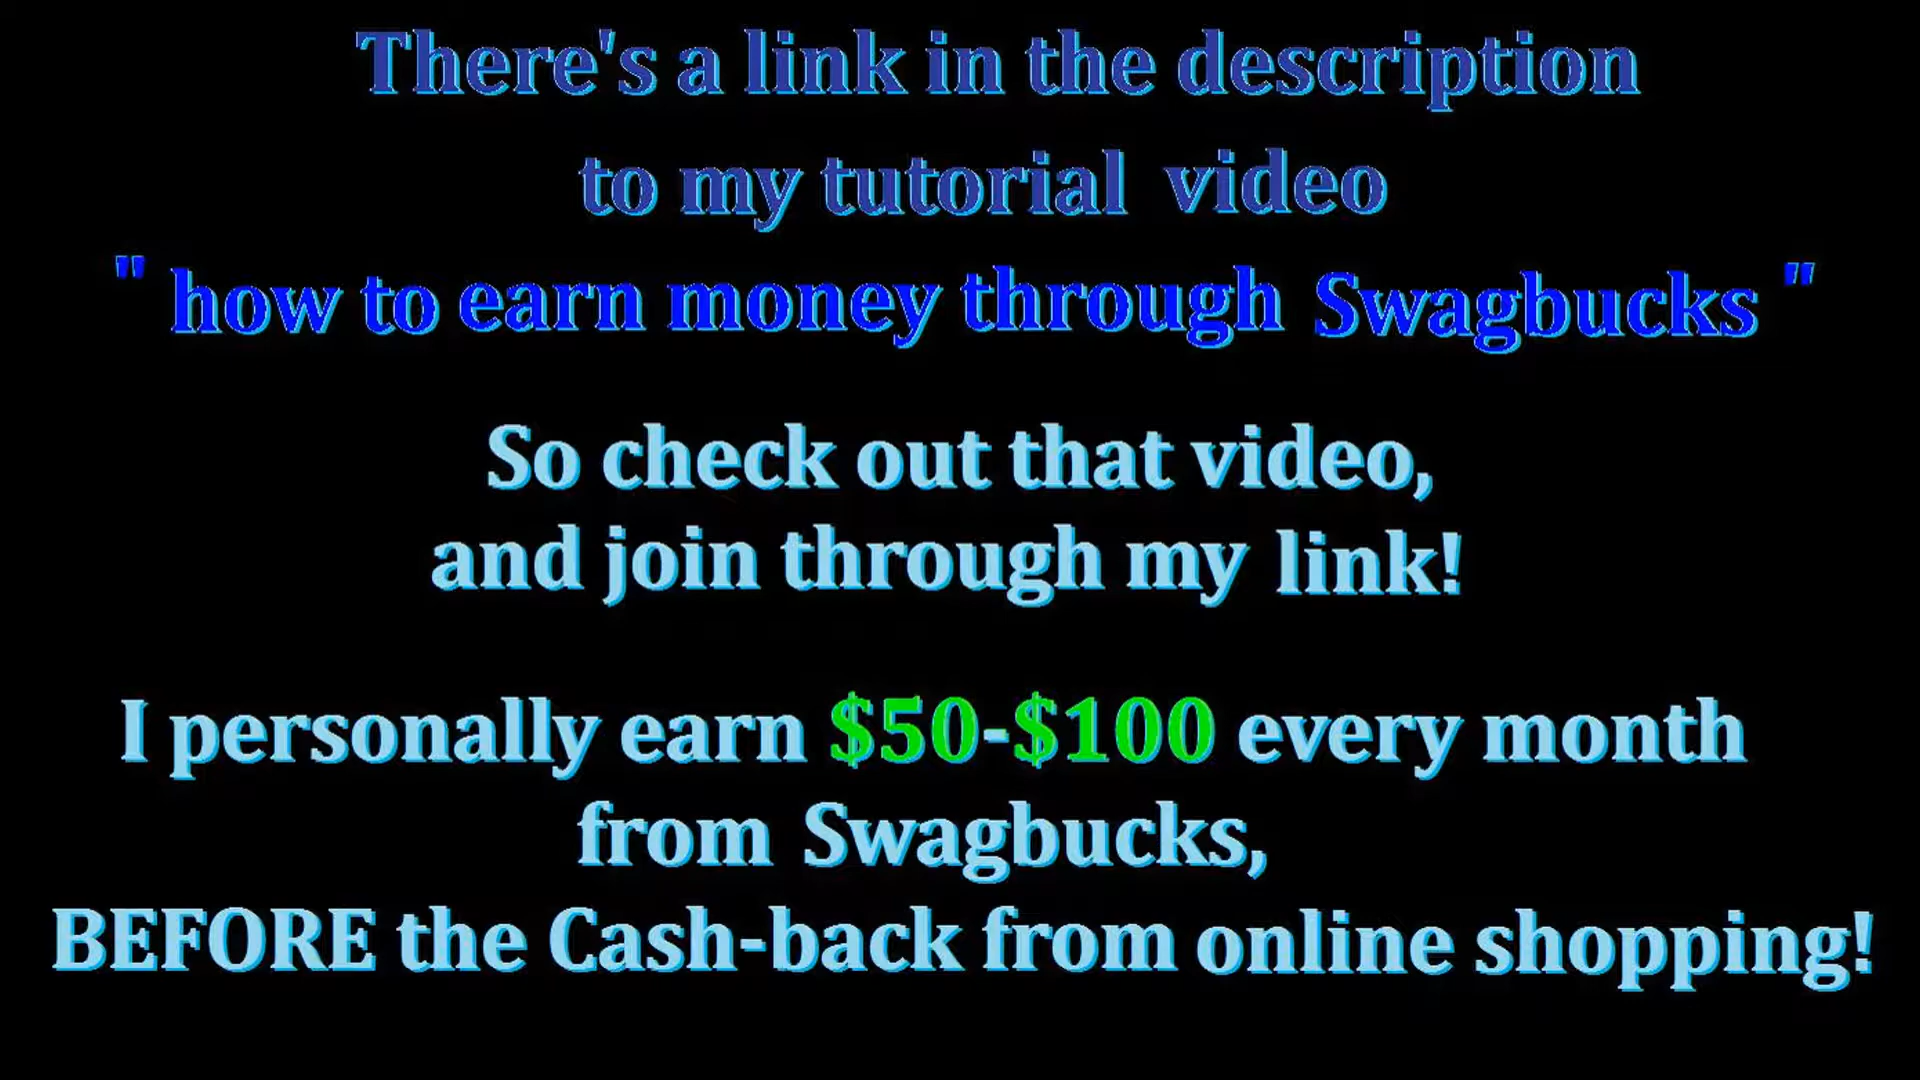 There's a link in the description
to my tutorial video
" how to earn money through Swagbucks "
So check out that video,
and join through my link!
I personally earn $50-$100 every month
from Swagbucks,
BEFORE the Cash-back from online shopping!